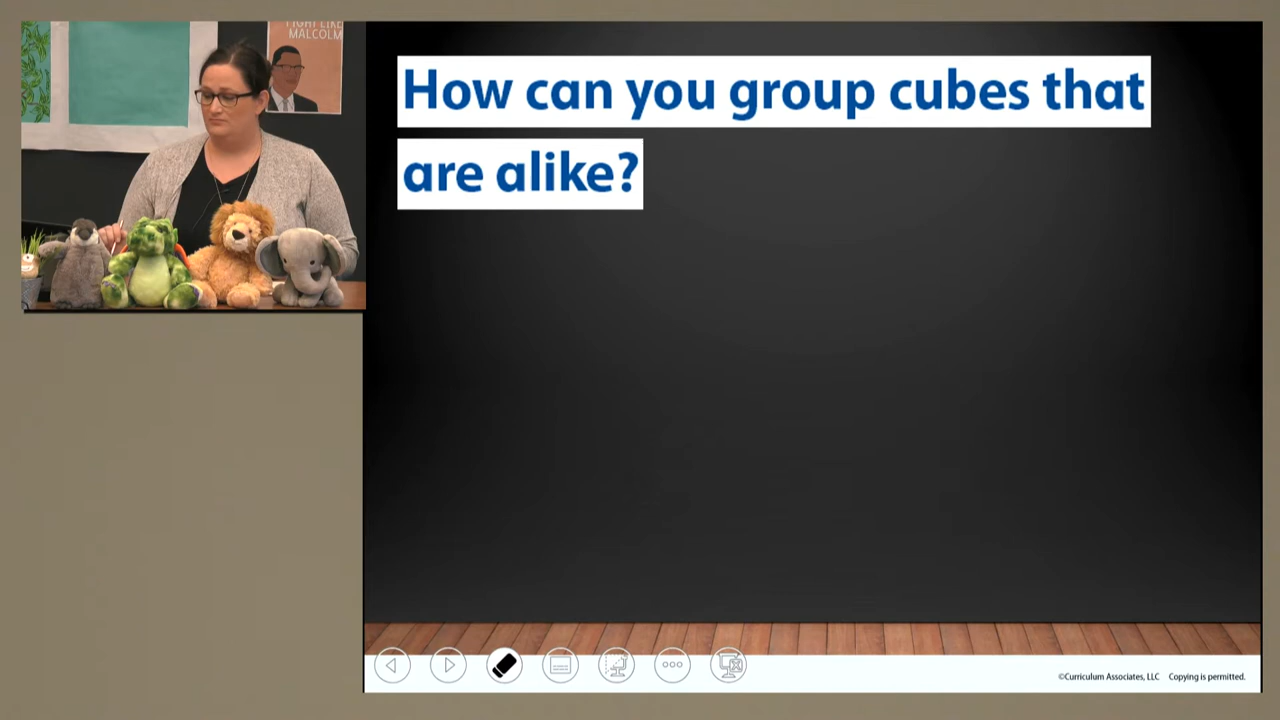 FIGHT LIKE
MALCOLM
How can you group cubes that
are alike?
©Curriculum Associates, LLC Copying is permitted.